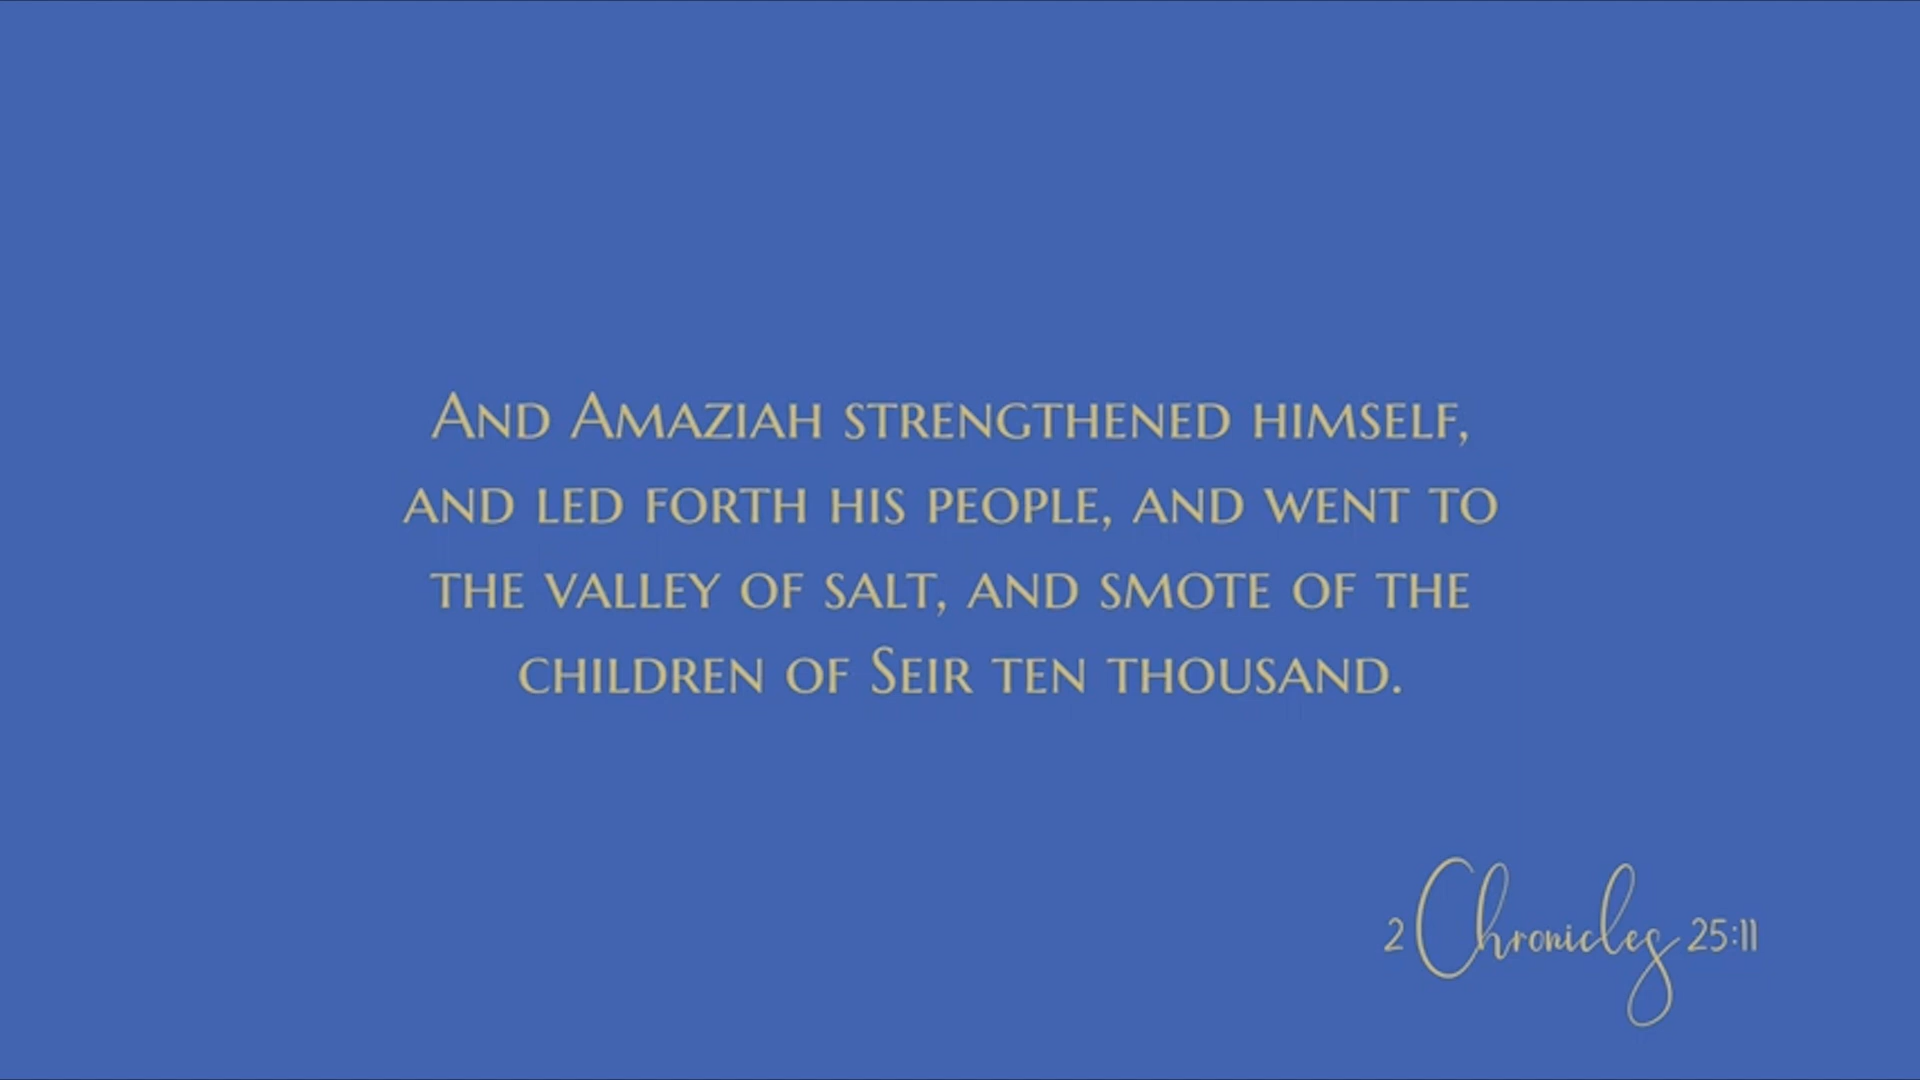 And Amaziah strengthened himself,
and led forth his people, and went to
the valley of salt, and smote of the
children of Seir ten thousand.
2 Chronicles 25:11